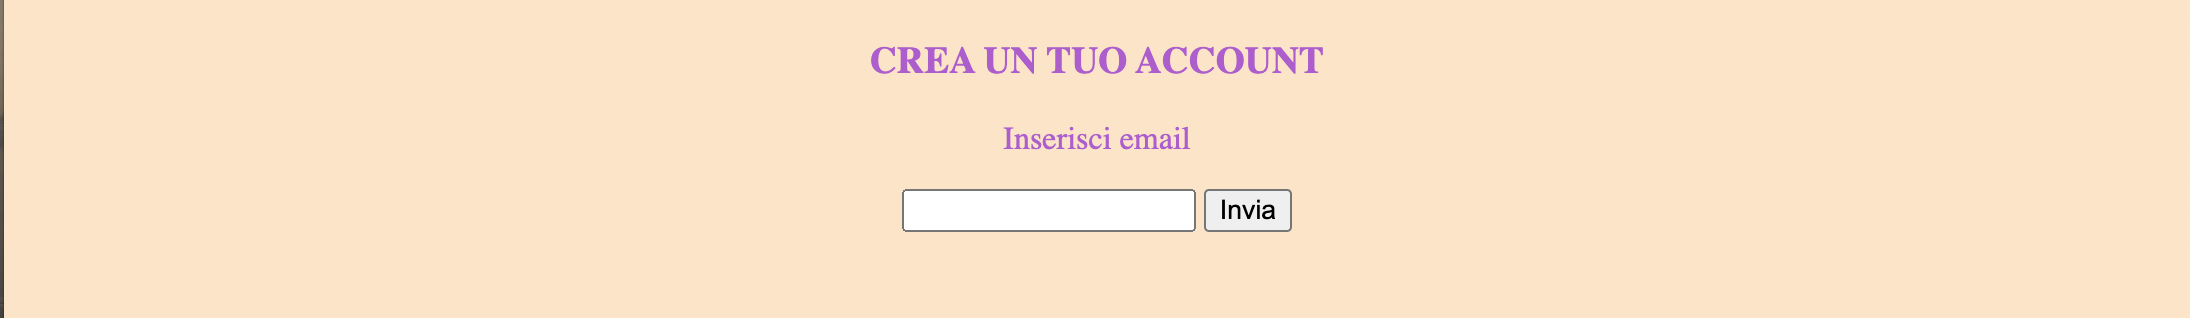 CREA UN TUO ACCOUNT
Inserisci email
Invia